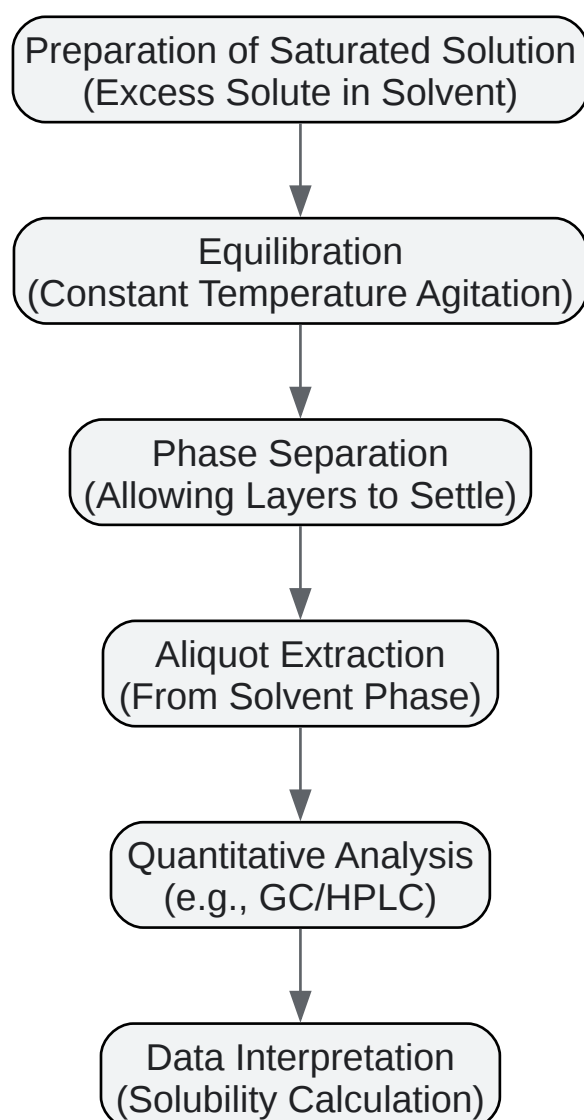 Preparation of Saturated Solution
(Excess Solute in Solvent)
Equilibration
(Constant Temperature Agitation)
Phase Separation
(Allowing Layers to Settle)
Aliquot Extraction
(From Solvent Phase)
Quantitative Analysis
(e.g., GC/HPLC)
Data Interpretation
(Solubility Calculation)